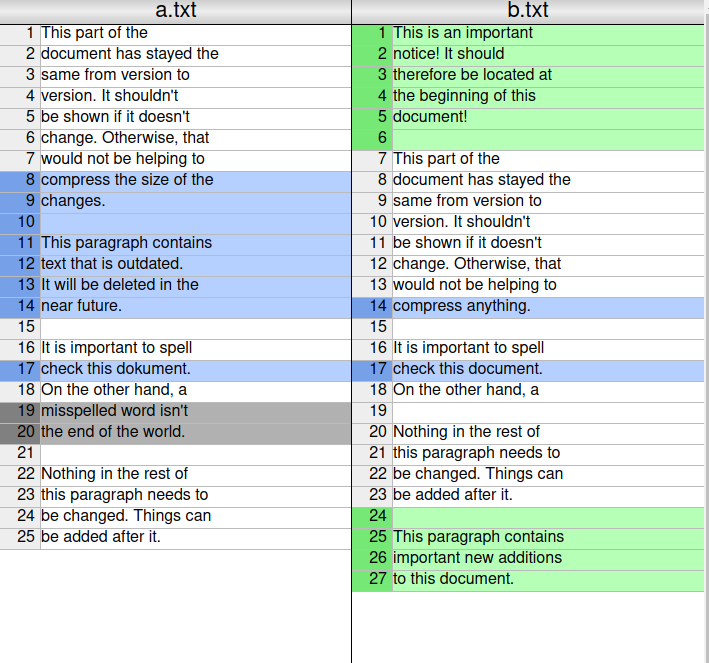 a.txt
1 This part of the
2 document has stayed the
3 same from version to
4 version. It shouldn't
5 be shown if it doesn't
6 change. Otherwise, that
7 would not be helping to
8 compress the size of the
9 changes.
10
11 This paragraph contains
12 text that is outdated.
13 It will be deleted in the
14 near future.
15
16 It is important to spell
17 check this dokument.
18 On the other hand, a
19 misspelled word isn't
20 the end of the world.
21
22 Nothing in the rest of
23 this paragraph needs to
24 be changed. Things can
25 be added after it.
b.txt
1 This is an important
2 notice! It should
3 therefore be located at
4 the beginning of this
5 document!
6
7 This part of the
8 document has stayed the
9 same from version to
10 version. It shouldn't
11 be shown if it doesn't
12 change. Otherwise, that
13 would not be helping to
14 compress anything.
15
16 It is important to spell
17 check this document.
18 On the other hand, a
19
20 Nothing in the rest of
21 this paragraph needs to
22 be changed. Things can
23 be added after it.
24
25 This paragraph contains
26 important new additions
27 to this document.